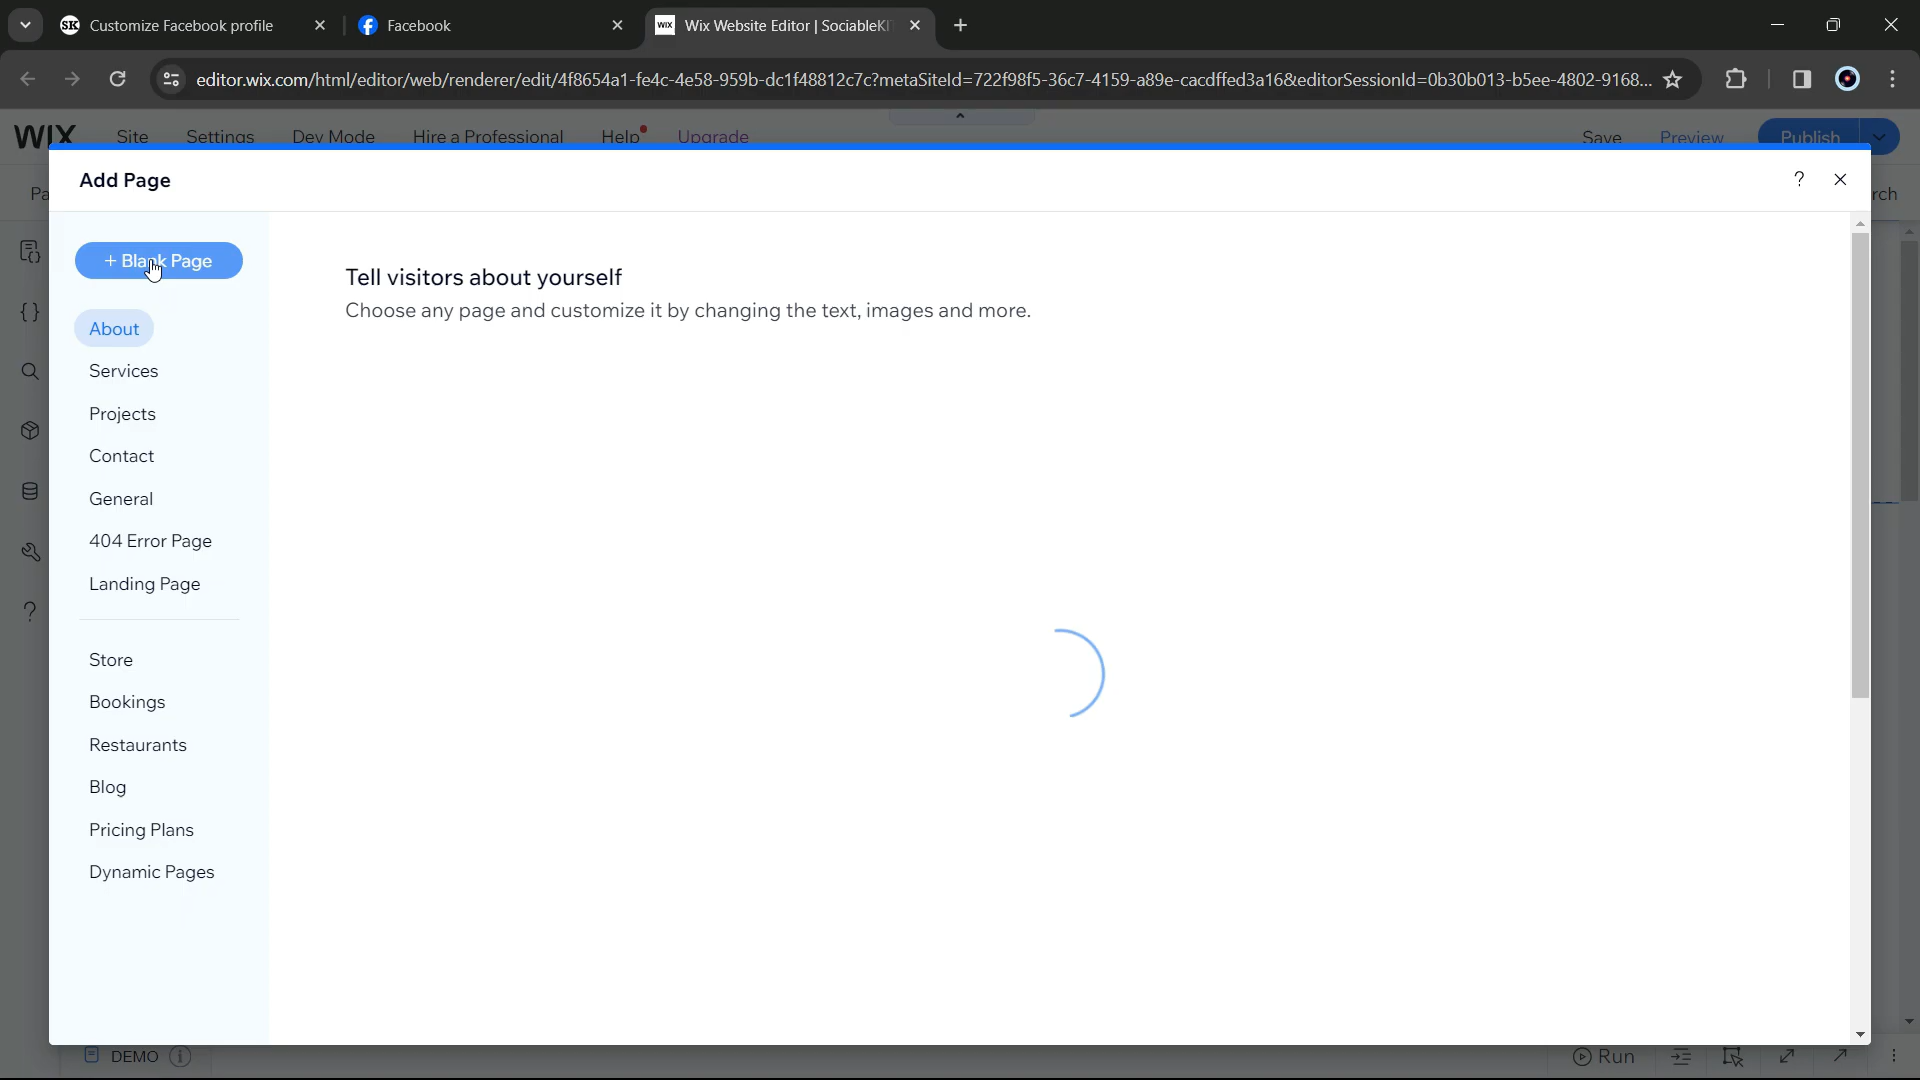 SK Customize Facebook profile
Facebook
WIX Wix Website Editor | SociableKI
editor.wix.com/html/editor/web/renderer/edit/4f8654a1-fe4c-4e58-959b-dc1f48812c7c?metaSiteId=722f98f5-36c7-4159-a89e-cacdffed3a16&editorSessionId=0b30b013-b5ee-4802-9168...
WIX Site Settings Dev Mode Hire a Professional Help Upgrade Save Preview Publish
Pa
rch
Add Page
?
+ Blank Page
About
Services
Projects
Contact
General
404 Error Page
Landing Page
Store
Bookings
Restaurants
Blog
Pricing Plans
Dynamic Pages
Tell visitors about yourself
Choose any page and customize it by changing the text, images and more.
{ }
?
DEMO
Run